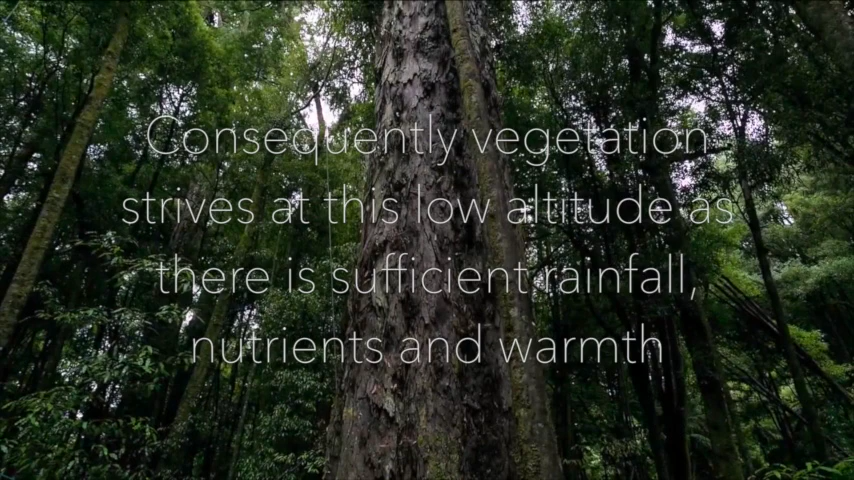 Consequently vegetation
strives at this low altitude as
there is sufficient rainfall,
nutrients and warmth